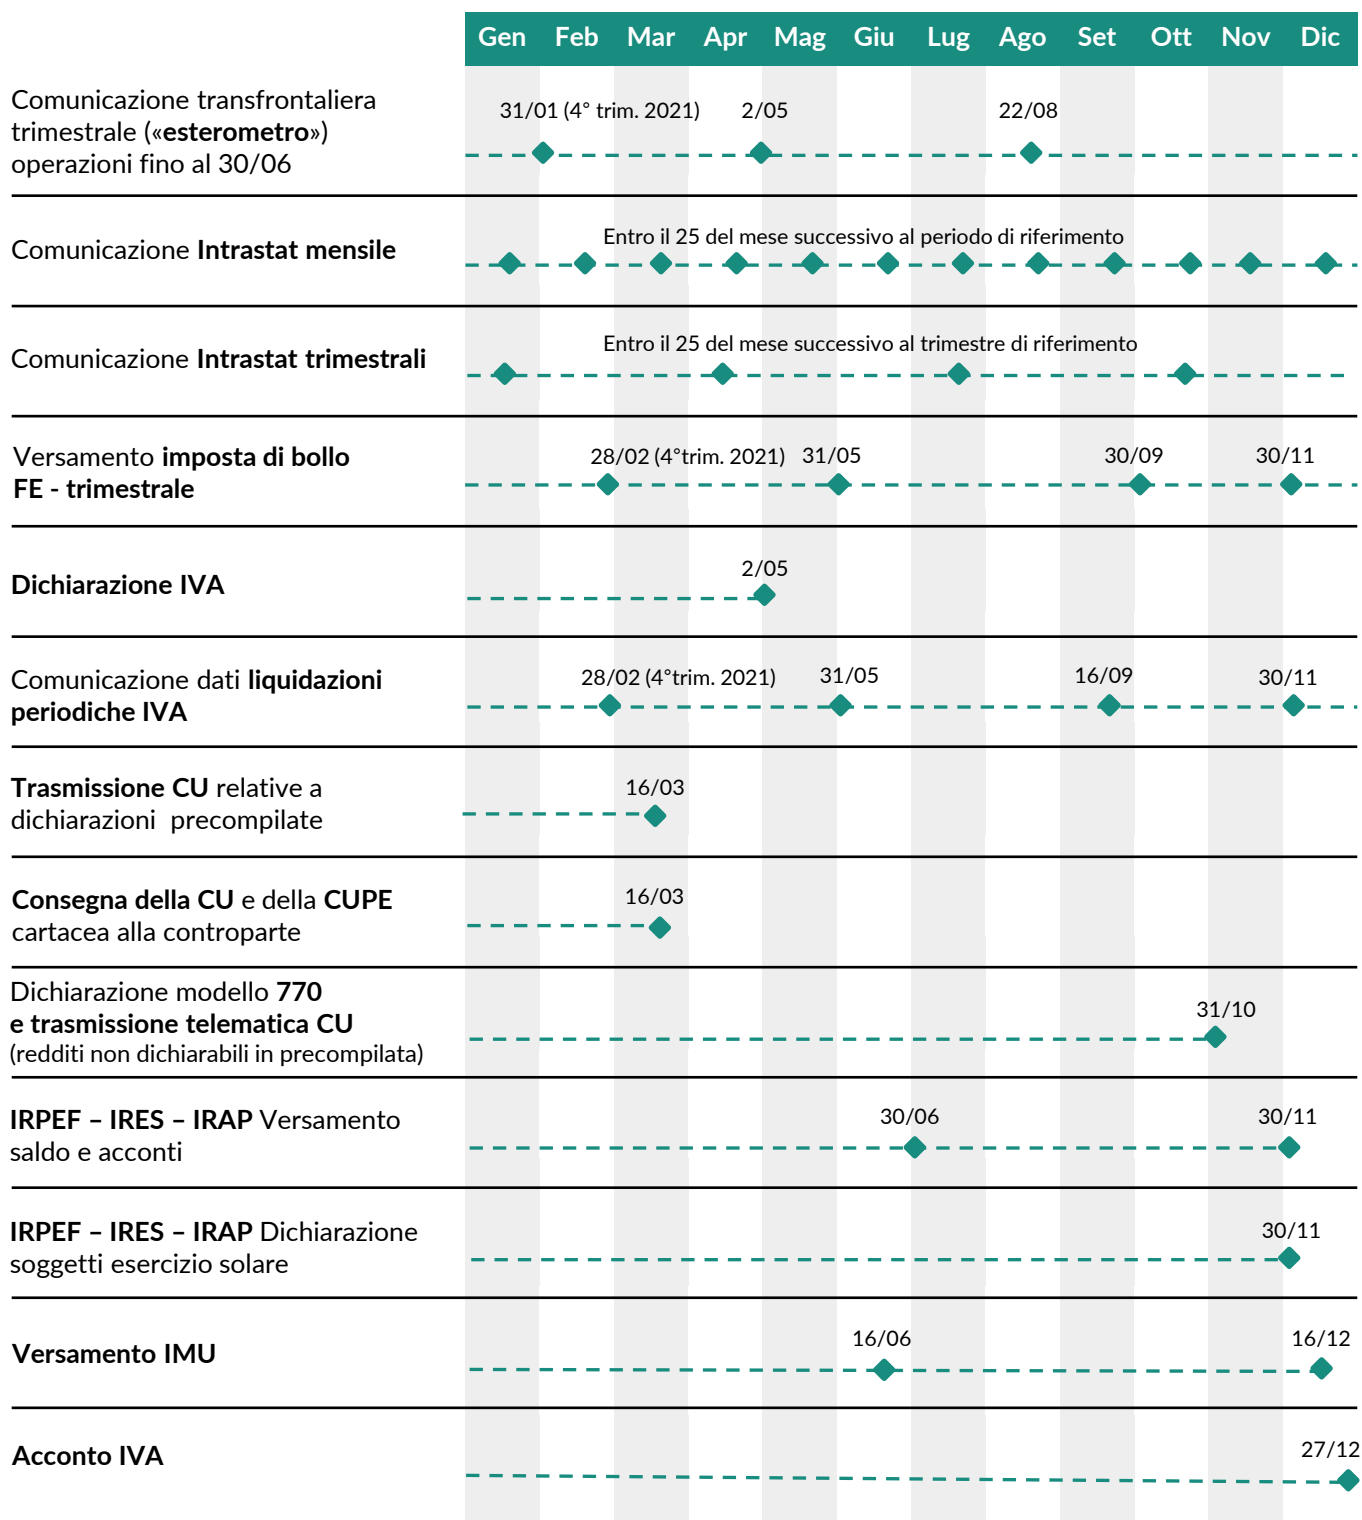 Gen Feb Mar Apr Mag Giu Lug Ago Set Ott Nov Dic
Comunicazione transfrontaliera
trimestrale («esterometro»)
operazioni fino al 30/06
31/01 (4° trim. 2021) 2/05 22/08
Comunicazione Intrastat mensile
Entro il 25 del mese successivo al periodo di riferimento
Comunicazione Intrastat trimestrali
Entro il 25 del mese successivo al trimestre di riferimento
Versamento imposta di bollo
FE - trimestrale
28/02 (4°trim. 2021) 31/05 30/09 30/11
Dichiarazione IVA
2/05
Comunicazione dati liquidazioni
periodiche IVA
28/02 (4°trim. 2021) 31/05 16/09 30/11
Trasmissione CU relative a
dichiarazioni precompilate
16/03
Consegna della CU e della CUPE
cartacea alla controparte
16/03
Dichiarazione modello 770
e trasmissione telematica CU
(redditi non dichiarabili in precompilata)
31/10
IRPEF – IRES – IRAP Versamento
saldo e acconti
30/06 30/11
IRPEF – IRES – IRAP Dichiarazione
soggetti esercizio solare
30/11
Versamento IMU
16/06 16/12
Acconto IVA
27/12